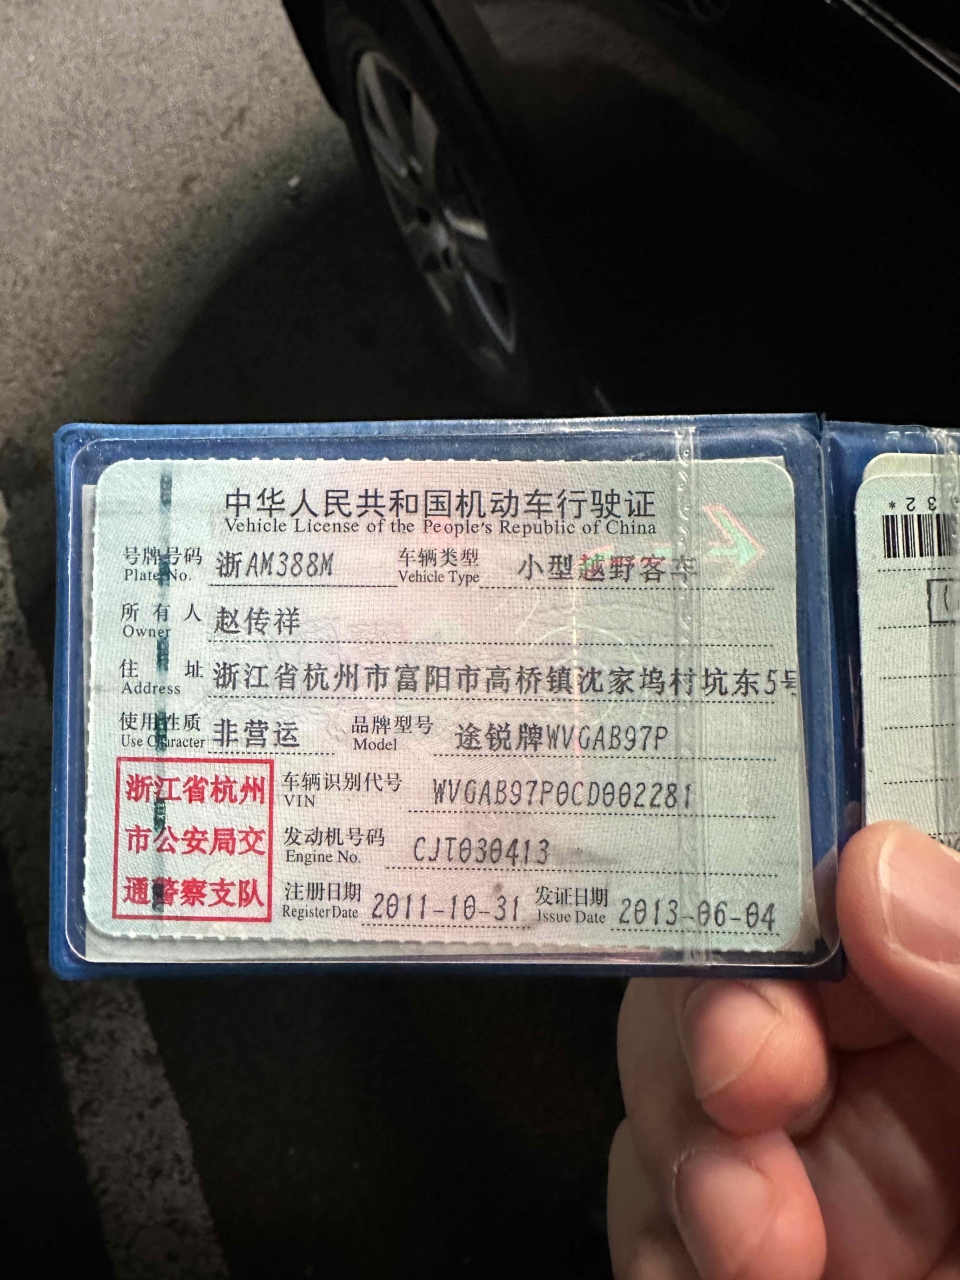 中华人民共和国机动车行驶证
Vehicle License of the People's Republic of China
号牌号码 浙AM388M 车辆类型 小型越野客车
Plate No. Vehicle Type
所有人 赵传祥
Owner
住址 浙江省杭州市富阳市高桥镇沈家坞村坑东5号
Address
使用性质 非营运 品牌型号 途锐牌WVGAB97P
Use Character Model
浙江省杭州
市公安局交
通警察支队
车辆识别代号 WVGAB97P0CD002281
VIN
发动机号码 CJT030413
Engine No.
注册日期 2011-10-31 发证日期 2013-06-04
Register Date Issue Date